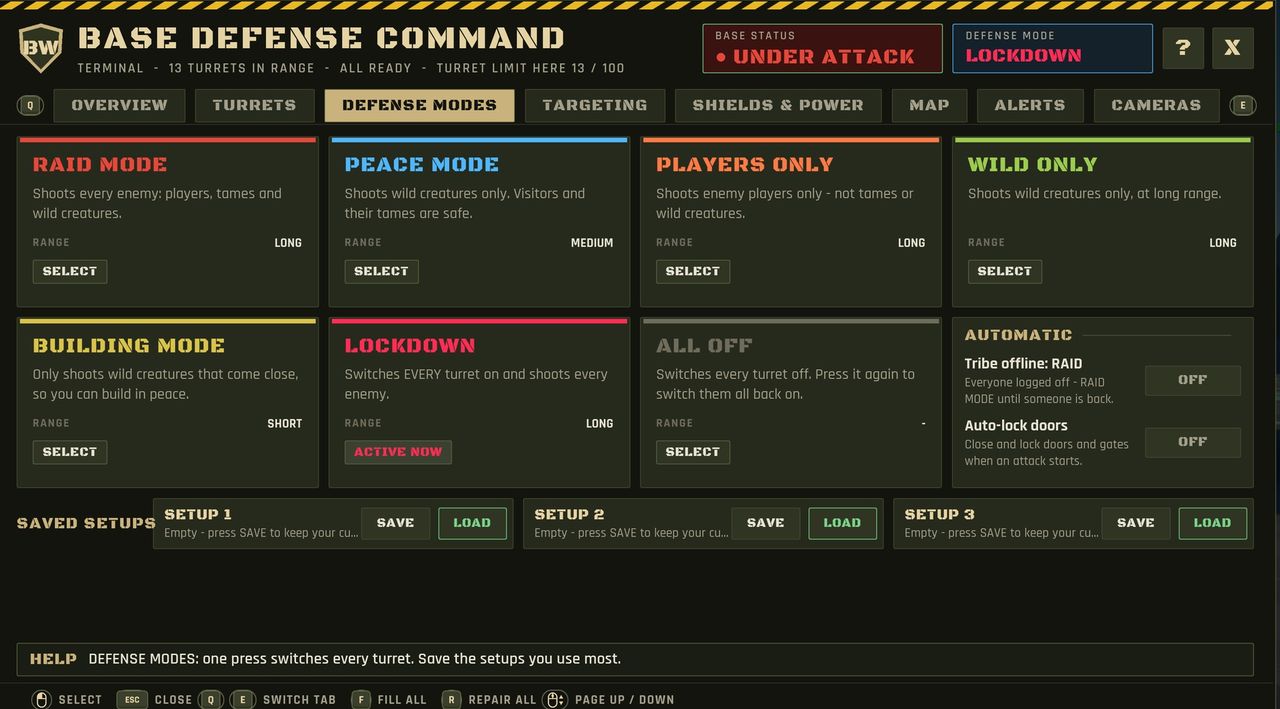 BW
BASE DEFENSE COMMAND
TERMINAL - 13 TURRETS IN RANGE - ALL READY - TURRET LIMIT HERE 13 / 100
BASE STATUS
● UNDER ATTACK
DEFENSE MODE
LOCKDOWN
?
X
Q
OVERVIEW
TURRETS
DEFENSE MODES
TARGETING
SHIELDS & POWER
MAP
ALERTS
CAMERAS
E
RAID MODE
Shoots every enemy: players, tames and
wild creatures.
RANGE LONG
SELECT
PEACE MODE
Shoots wild creatures only. Visitors and
their tames are safe.
RANGE MEDIUM
SELECT
PLAYERS ONLY
Shoots enemy players only - not tames or
wild creatures.
RANGE LONG
SELECT
WILD ONLY
Shoots wild creatures only, at long range.
RANGE LONG
SELECT
BUILDING MODE
Only shoots wild creatures that come close,
so you can build in peace.
RANGE SHORT
SELECT
LOCKDOWN
Switches EVERY turret on and shoots every
enemy.
RANGE LONG
ACTIVE NOW
ALL OFF
Switches every turret off. Press it again to
switch them all back on.
RANGE -
SELECT
AUTOMATIC
Tribe offline: RAID
Everyone logged off - RAID
MODE until someone is back.
OFF
Auto-lock doors
Close and lock doors and gates
when an attack starts.
OFF
SAVED SETUPS
SETUP 1
Empty - press SAVE to keep your cu...
SAVE
LOAD
SETUP 2
Empty - press SAVE to keep your cu...
SAVE
LOAD
SETUP 3
Empty - press SAVE to keep your cu...
SAVE
LOAD
HELP DEFENSE MODES: one press switches every turret. Save the setups you use most.
SELECT ESC CLOSE Q E SWITCH TAB F FILL ALL R REPAIR ALL PAGE UP / DOWN